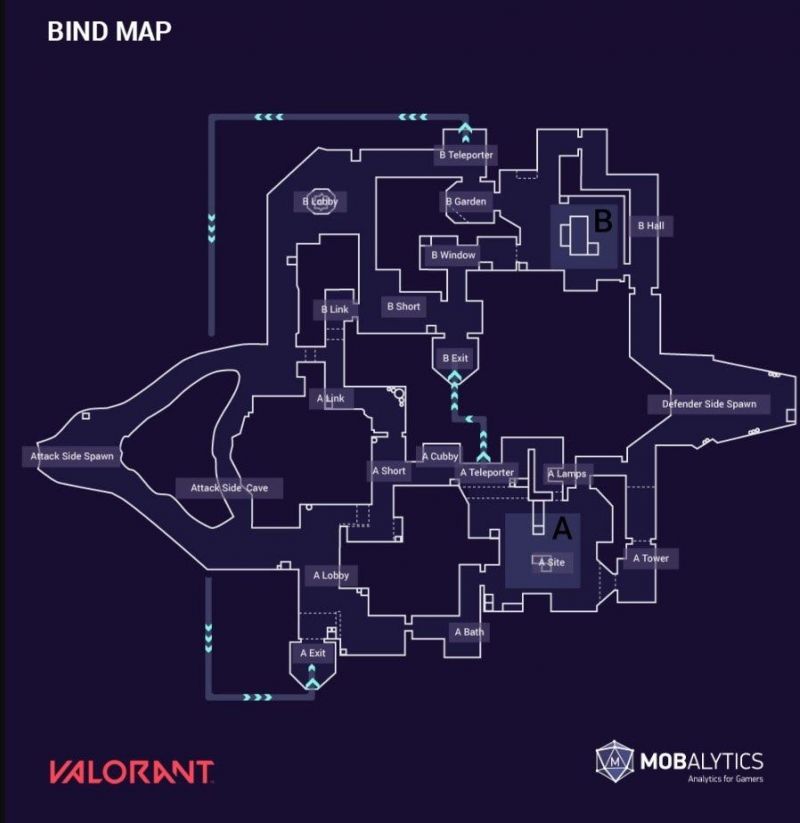 BIND MAP
B Teleporter
B Lobby
B Garden
B
B Hall
B Window
B Link
B Short
B Exit
A Link
Defender Side Spawn
Attack Side Spawn
A Cubby
A Short
A Teleporter
A Lamps
Attack Side Cave
A
A Site
A Tower
A Lobby
A Bath
A Exit
VALORANT
M
MOBALYTICS
Analytics for Gamers